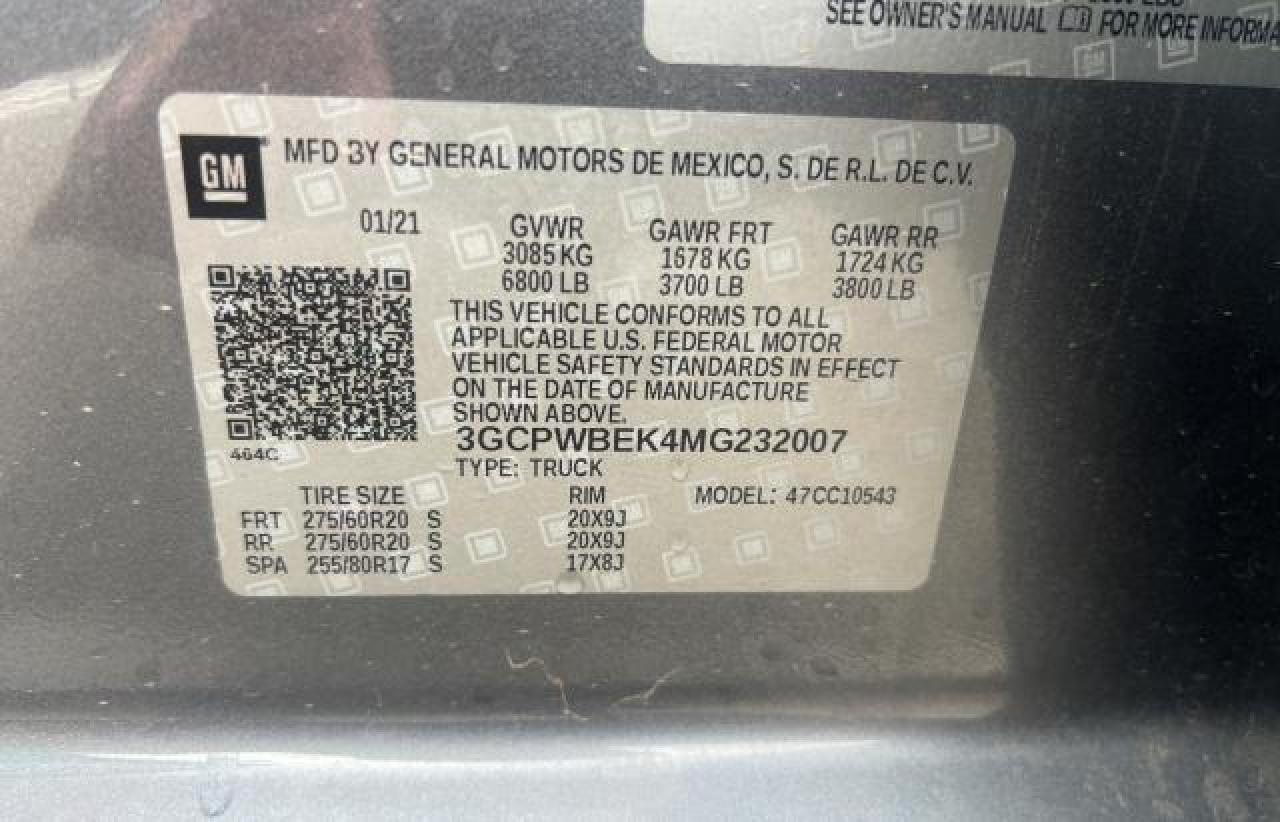 SEE OWNER'S MANUAL FOR MORE
GM
MFD BY GENERAL MOTORS DE MEXICO, S. DE R.L. DE C.V.
01/21 GVWR GAWR FRT GAWR RR
3085 KG 1678 KG 1724 KG
6800 LB 3700 LB 3800 LB
THIS VEHICLE CONFORMS TO ALL
APPLICABLE U.S. FEDERAL MOTOR
VEHICLE SAFETY STANDARDS IN EFFECT
ON THE DATE OF MANUFACTURE
SHOWN ABOVE.
3GCPWBEK4MG232007
464C
TYPE: TRUCK
TIRE SIZE RIM MODEL: 47CC10543
FRT 275/60R20 S 20X9J
RR 275/60R20 S 20X9J
SPA 255/80R17 S 17X8J